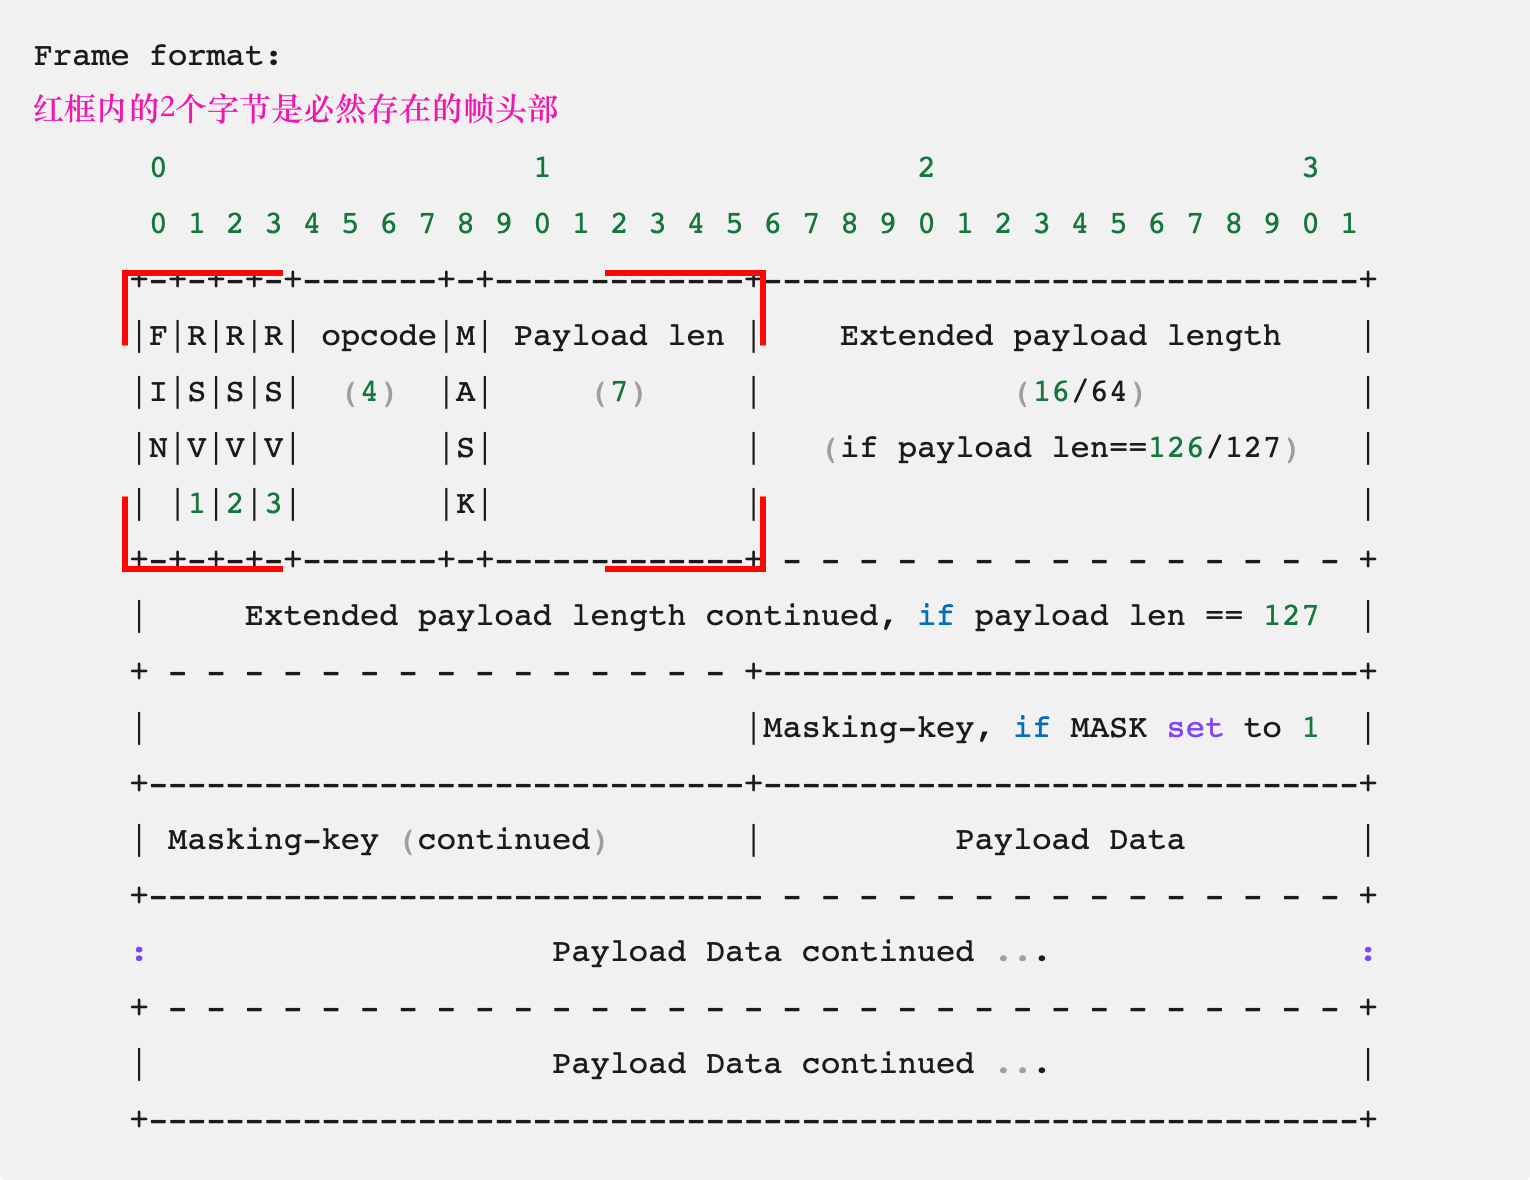 Frame format:
红框内的2个字节是必然存在的帧头部
 0                   1                   2                   3
 0 1 2 3 4 5 6 7 8 9 0 1 2 3 4 5 6 7 8 9 0 1 2 3 4 5 6 7 8 9 0 1
+-+-+-+-+-------+-+-------------+-------------------------------+
|F|R|R|R| opcode|M| Payload len |    Extended payload length    |
|I|S|S|S|  (4)  |A|     (7)     |             (16/64)           |
|N|V|V|V|       |S|             |   (if payload len==126/127)   |
| |1|2|3|       |K|             |                               |
+-+-+-+-+-------+-+-------------+ - - - - - - - - - - - - - - - +
|     Extended payload length continued, if payload len == 127  |
+ - - - - - - - - - - - - - - - +-------------------------------+
|                               |Masking-key, if MASK set to 1  |
+-------------------------------+-------------------------------+
| Masking-key (continued)       |          Payload Data         |
+-------------------------------- - - - - - - - - - - - - - - - +
:                     Payload Data continued ...                :
+ - - - - - - - - - - - - - - - - - - - - - - - - - - - - - - - +
|                     Payload Data continued ...                |
+---------------------------------------------------------------+